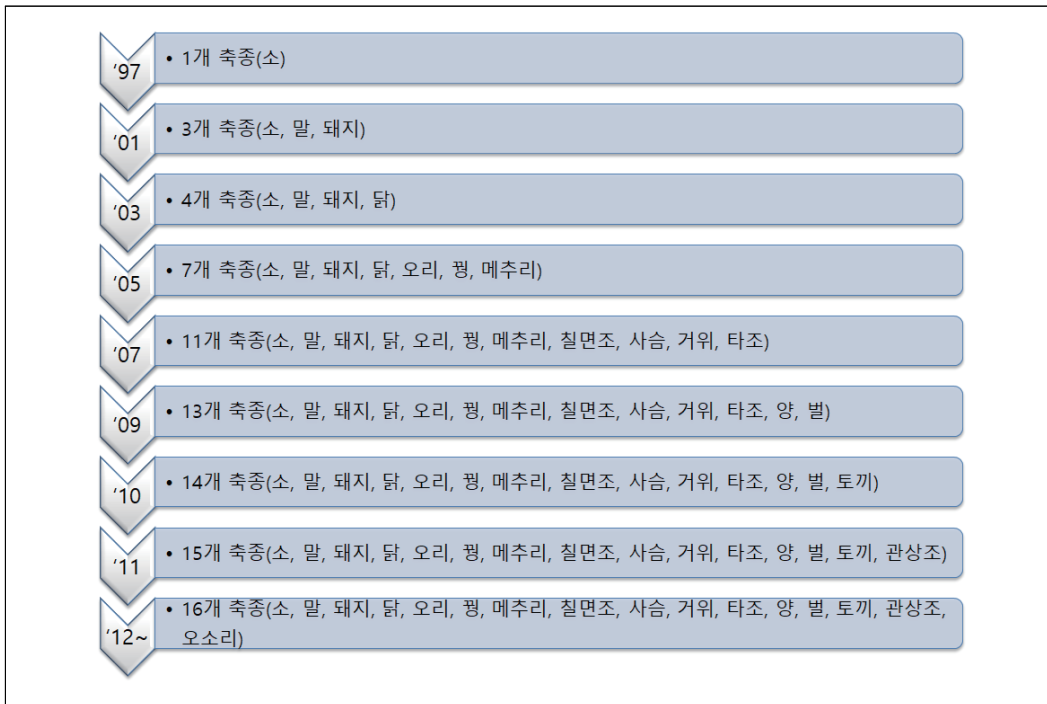 ‘97
• 1개 축종(소)
‘01
• 3개 축종(소, 말, 돼지)
‘03
• 4개 축종(소, 말, 돼지, 닭)
‘05
• 7개 축종(소, 말, 돼지, 닭, 오리, 꿩, 메추리)
‘07
• 11개 축종(소, 말, 돼지, 닭, 오리, 꿩, 메추리, 칠면조, 사슴, 거위, 타조)
‘09
• 13개 축종(소, 말, 돼지, 닭, 오리, 꿩, 메추리, 칠면조, 사슴, 거위, 타조, 양, 벌)
‘10
• 14개 축종(소, 말, 돼지, 닭, 오리, 꿩, 메추리, 칠면조, 사슴, 거위, 타조, 양, 벌, 토끼)
‘11
• 15개 축종(소, 말, 돼지, 닭, 오리, 꿩, 메추리, 칠면조, 사슴, 거위, 타조, 양, 벌, 토끼, 관상조)
‘12~
• 16개 축종(소, 말, 돼지, 닭, 오리, 꿩, 메추리, 칠면조, 사슴, 거위, 타조, 양, 벌, 토끼, 관상조,
오소리)